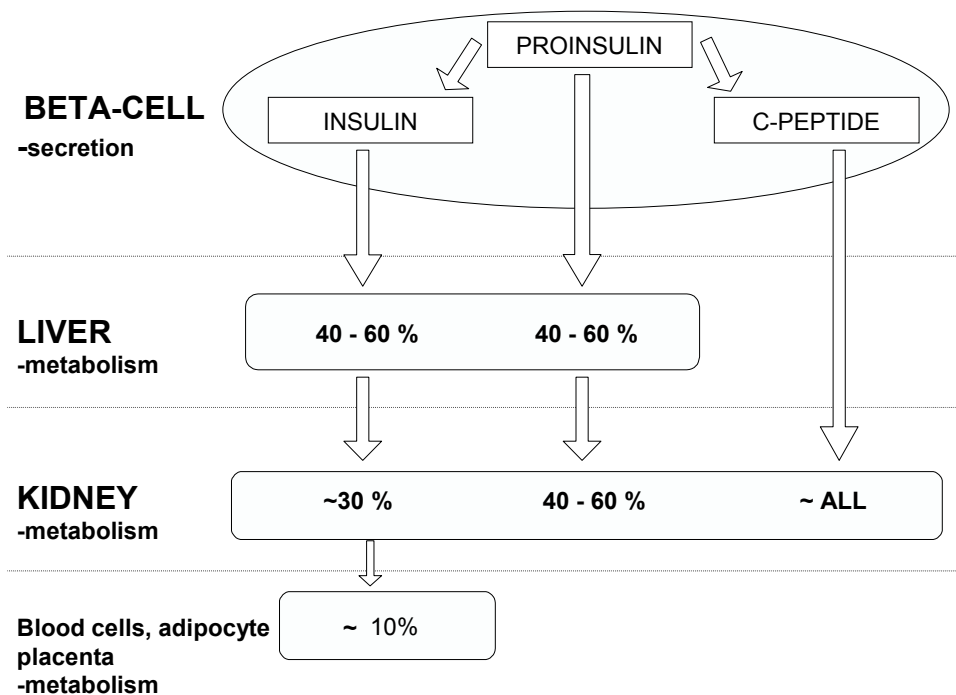 PROINSULIN
BETA-CELL
-secretion
INSULIN
C-PEPTIDE
LIVER
-metabolism
40 - 60 %
40 - 60 %
KIDNEY
-metabolism
~30 %
40 - 60 %
~ ALL
Blood cells, adipocyte
placenta
-metabolism
~ 10%